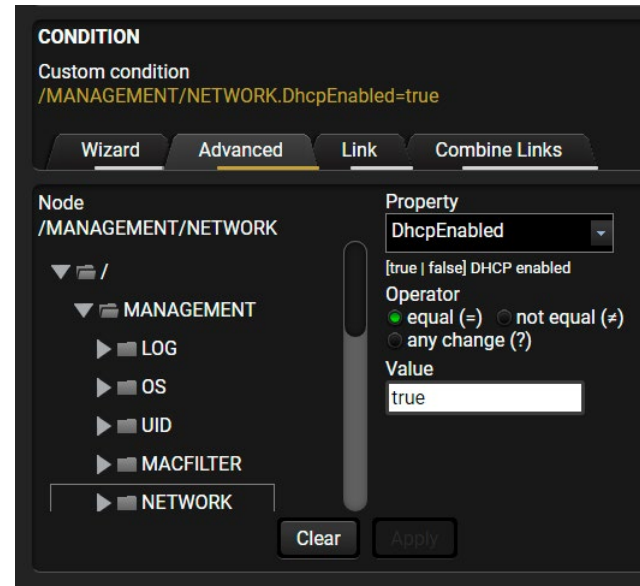 CONDITION
Custom condition
/MANAGEMENT/NETWORK.DhcpEnabled=true
Wizard Advanced Link Combine Links
Node
/MANAGEMENT/NETWORK
/
MANAGEMENT
LOG
OS
UID
MACFILTER
NETWORK
Property
DhcpEnabled
[true | false] DHCP enabled
Operator
equal (=) not equal (≠)
any change (?)
Value
true
Clear Apply